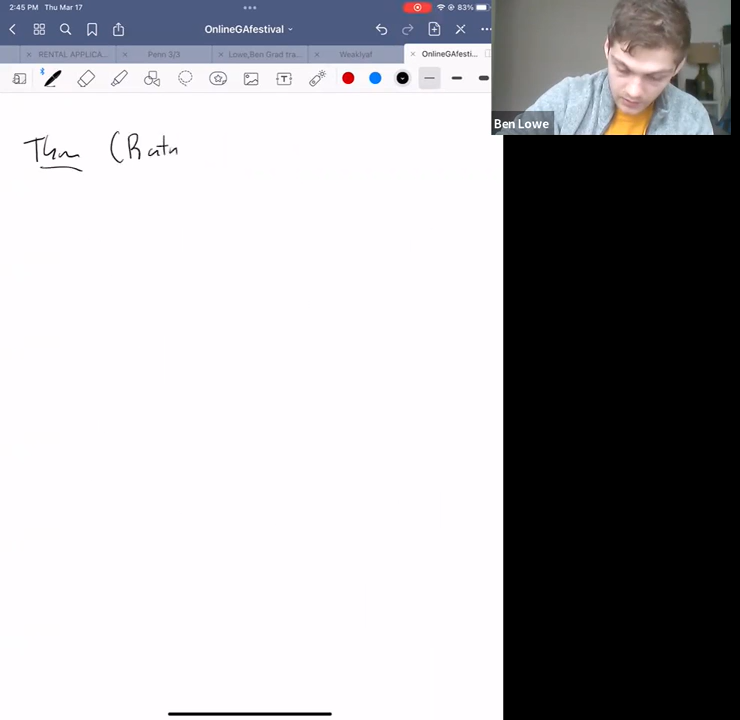 2:45 PM Thu Mar 17 83%
OnlineGAfestival
RENTAL APPLICA... Penn 3/3 Lowe,Ben Grad tra... Weaklyaf OnlineGAfesti...
Ben Lowe
Thm (Ratn